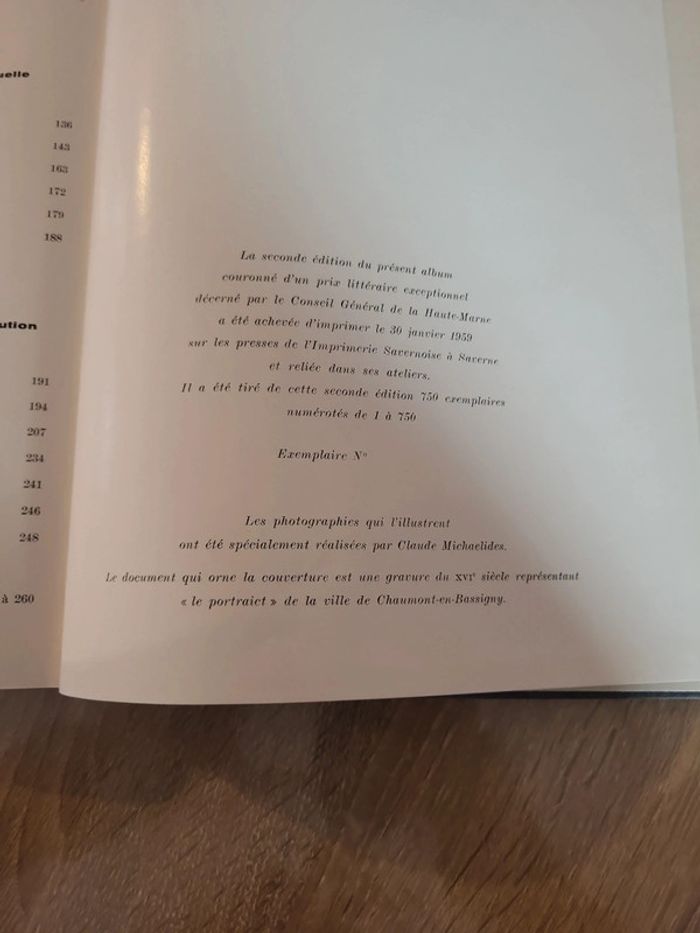 uelle
136
143
163
172
179
188
ution
191
194
207
234
241
246
248
à 260
La seconde édition du présent album
couronné d'un prix littéraire exceptionnel
décerné par le Conseil Général de la Haute-Marne
a été achevée d'imprimer le 30 janvier 1959
sur les presses de l'Imprimerie Savernoise à Saverne
et reliée dans ses ateliers.
Il a été tiré de cette seconde édition 750 exemplaires
numérotés de 1 à 750
Exemplaire N°
Les photographies qui l'illustrent
ont été spécialement réalisées par Claude Michaelides.
Le document qui orne la couverture est une gravure du XVIe siècle représentant
« le portraict » de la ville de Chaumont-en-Bassigny.